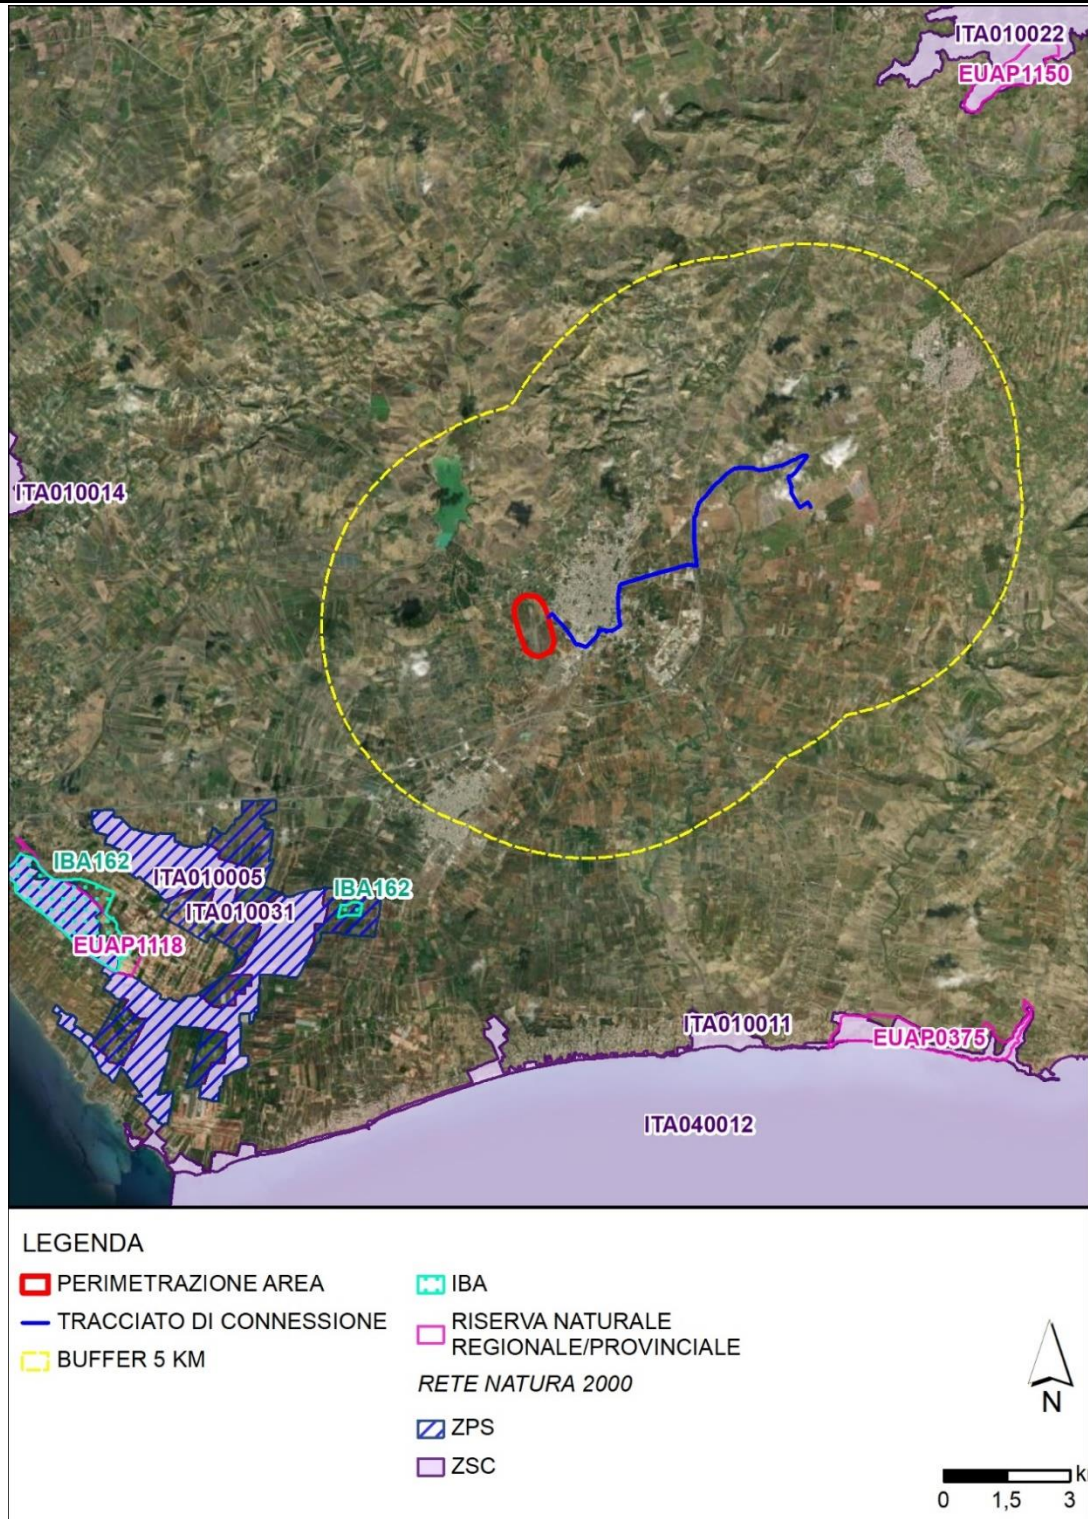 ITA010022
EUAP1150
ITA010014
IBA162
ITA010005
IBA162
ITA010031
EUAP1118
ITA010011
EUAP0375
ITA040012
LEGENDA
PERIMETRAZIONE AREA
TRACCIATO DI CONNESSIONE
BUFFER 5 KM
IBA
RISERVA NATURALE
REGIONALE/PROVINCIALE
RETE NATURA 2000
ZPS
ZSC
N
k
0 1,5 3